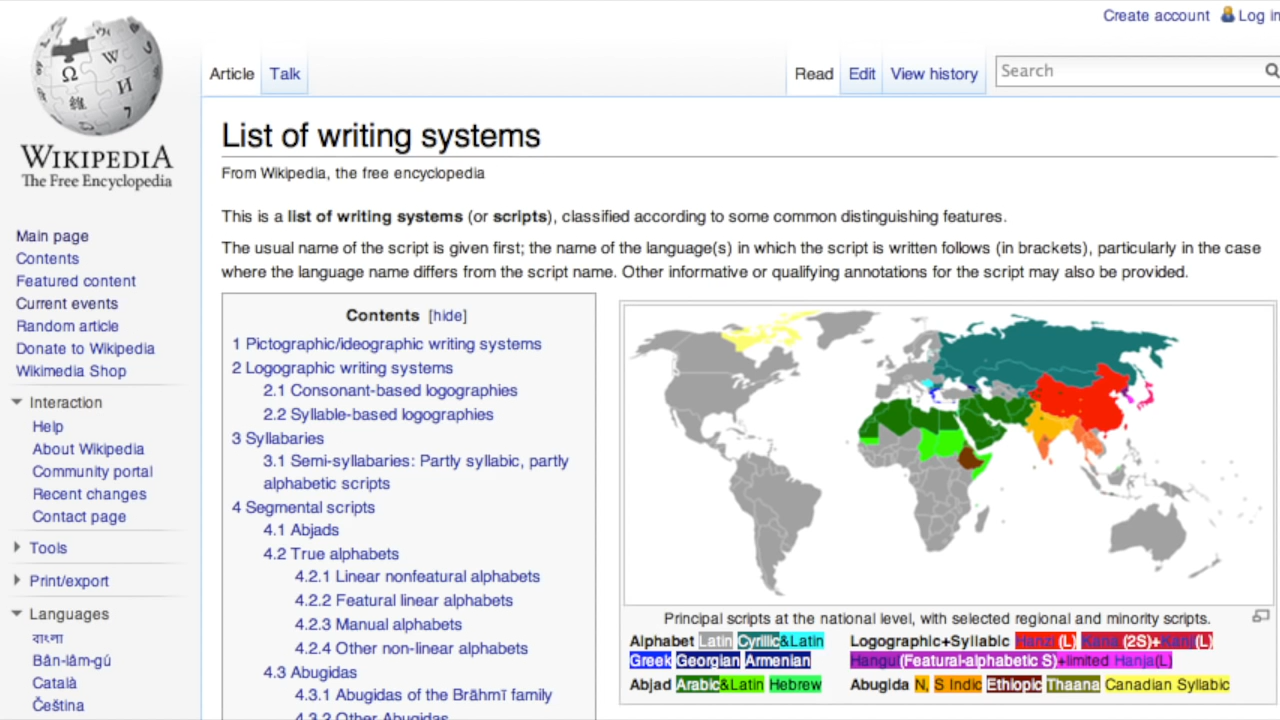 Create account Log in
Article Talk Read Edit View history Search
WIKIPEDIA
The Free Encyclopedia
Main page
Contents
Featured content
Current events
Random article
Donate to Wikipedia
Wikimedia Shop
Interaction
Help
About Wikipedia
Community portal
Recent changes
Contact page
Tools
Print/export
Languages
বাংলা
Bân-lâm-gú
Català
Čeština
List of writing systems
From Wikipedia, the free encyclopedia
This is a list of writing systems (or scripts), classified according to some common distinguishing features.
The usual name of the script is given first; the name of the language(s) in which the script is written follows (in brackets), particularly in the case
where the language name differs from the script name. Other informative or qualifying annotations for the script may also be provided.
Contents [hide]
1 Pictographic/ideographic writing systems
2 Logographic writing systems
2.1 Consonant-based logographies
2.2 Syllable-based logographies
3 Syllabaries
3.1 Semi-syllabaries: Partly syllabic, partly
alphabetic scripts
4 Segmental scripts
4.1 Abjads
4.2 True alphabets
4.2.1 Linear nonfeatural alphabets
4.2.2 Featural linear alphabets
4.2.3 Manual alphabets
4.2.4 Other non-linear alphabets
4.3 Abugidas
4.3.1 Abugidas of the Brāhmī family
4.3.2 Other Abugidas
Principal scripts at the national level, with selected regional and minority scripts.
Alphabet Latin Cyrillic&Latin
Greek Georgian Armenian
Abjad Arabic&Latin Hebrew
Logographic+Syllabic Hanzi (L) Kana (2S)+Kanji (L)
Hangul(Featural-alphabetic S)+limited Hanja(L)
Abugida N, S Indic Ethiopic Thaana Canadian Syllabic